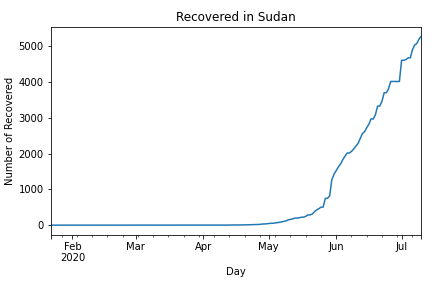 Recovered in Sudan
Number of Recovered
5000
4000
3000
2000
1000
0
Feb Mar Apr May Jun Jul
2020
Day